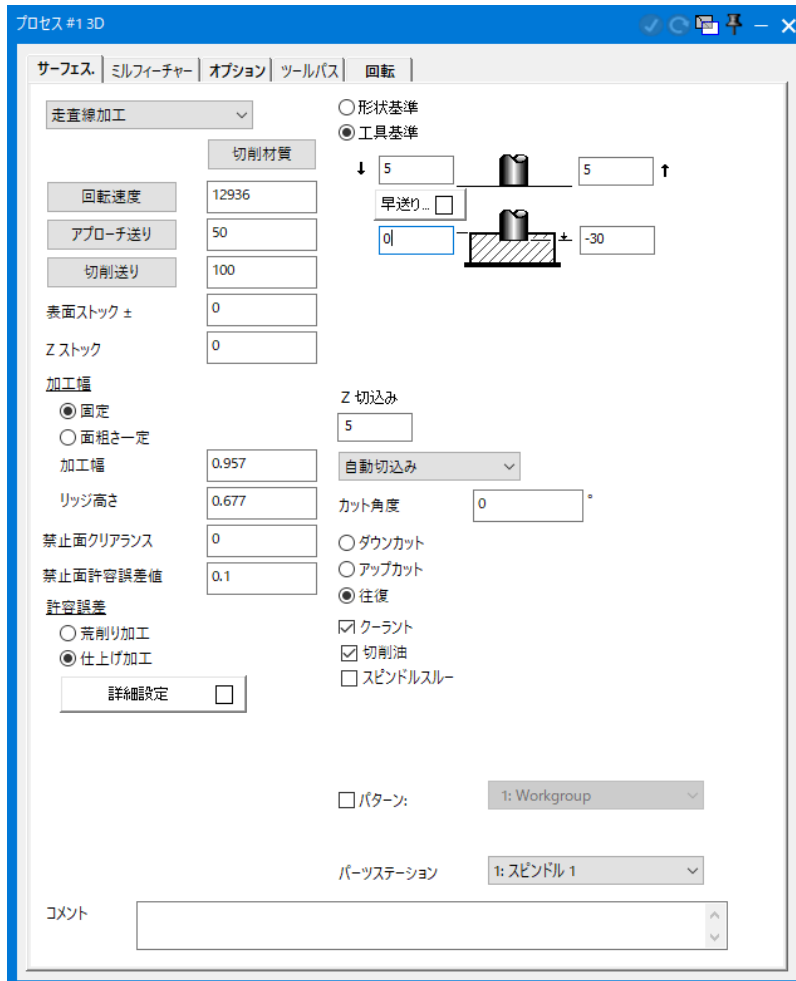 プロセス #1 3D
サーフェス. ミルフィーチャー オプション ツールパス 回転
走査線加工
形状基準
工具基準
切削材質
5 5
回転速度 12936
早送り...
アプローチ送り 50
0 -30
切削送り 100
表面ストック ± 0
Z ストック 0
加工幅
固定
面粗さ一定
加工幅 0.957
リッジ高さ 0.677
禁止面クリアランス 0
禁止面許容誤差値 0.1
許容誤差
荒削り加工
仕上げ加工
詳細設定
Z 切込み
5
自動切込み
カット角度 0 °
ダウンカット
アップカット
往復
クーラント
切削油
スピンドルスルー
パターン: 1: Workgroup
パーツステーション 1: スピンドル 1
コメント